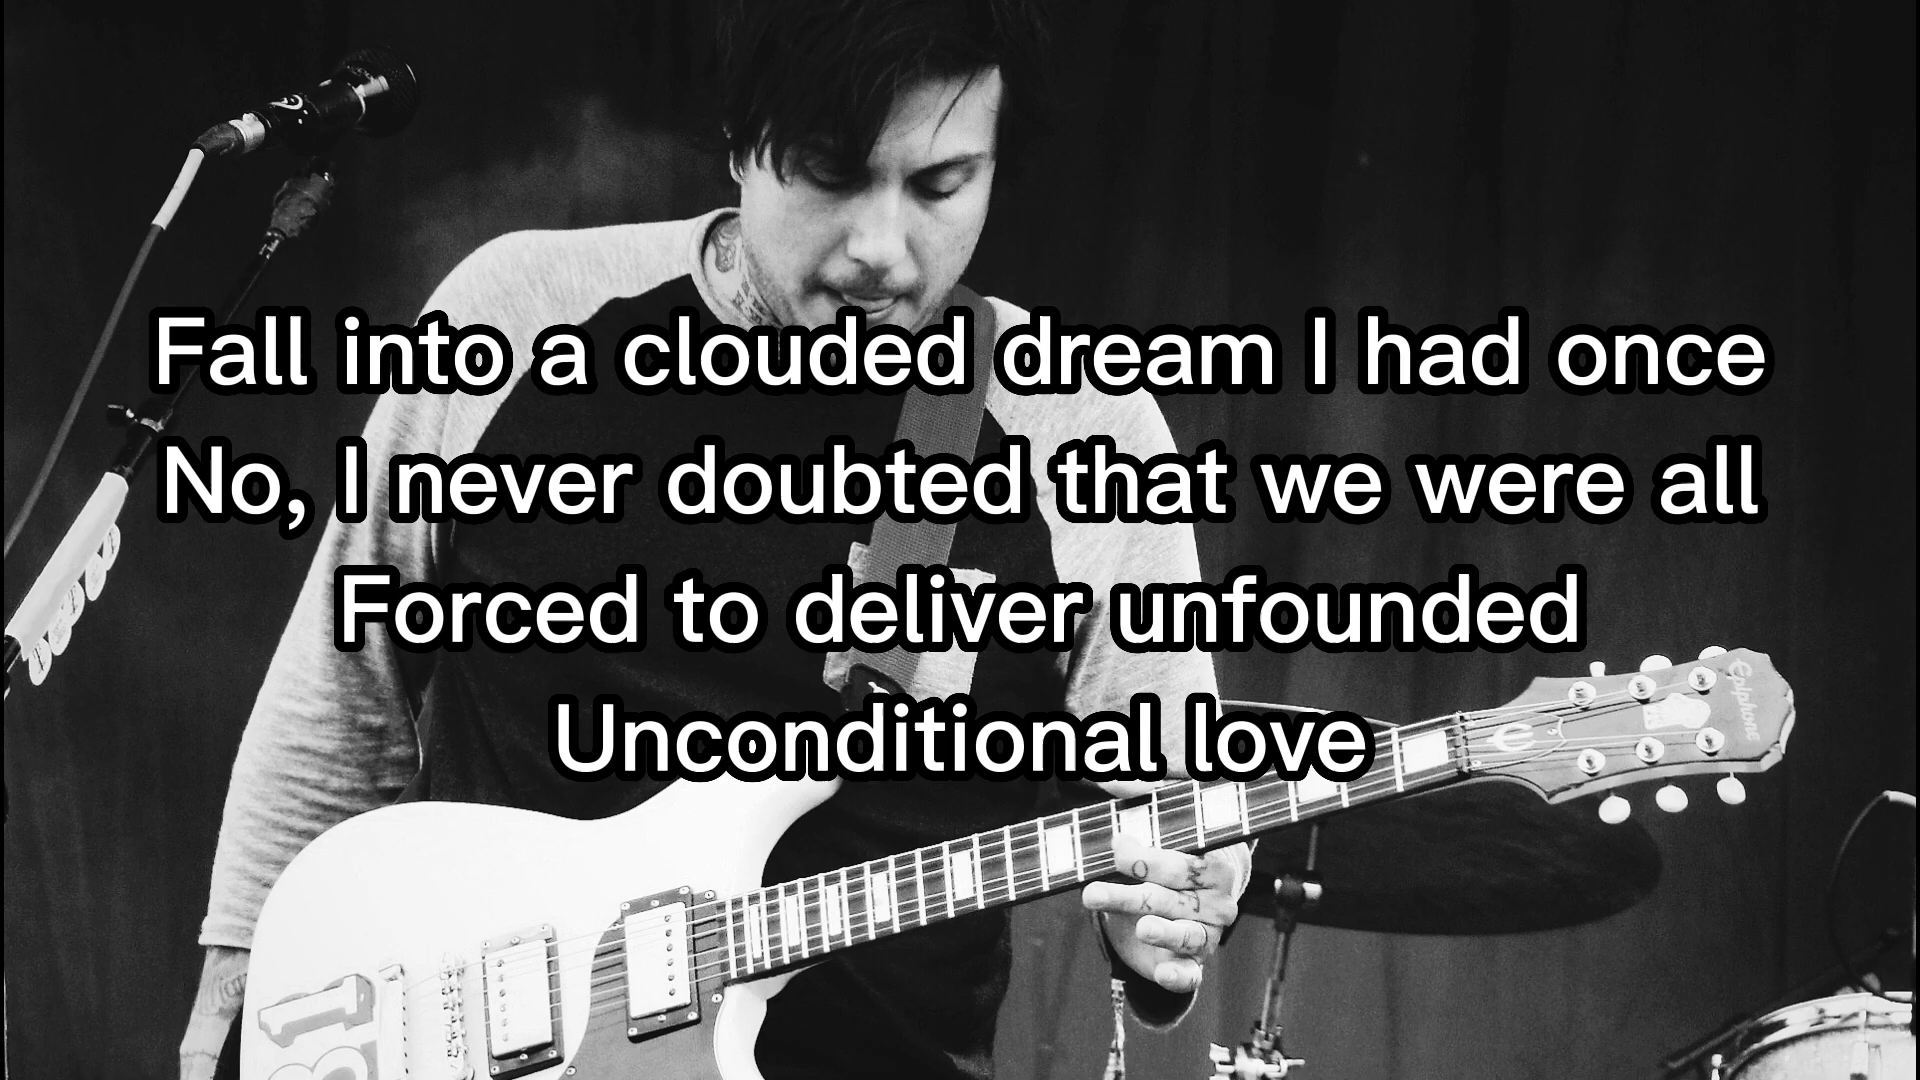 Fall into a clouded dream I had once
No, I never doubted that we were all
Forced to deliver unfounded
Unconditional love
Epiphone